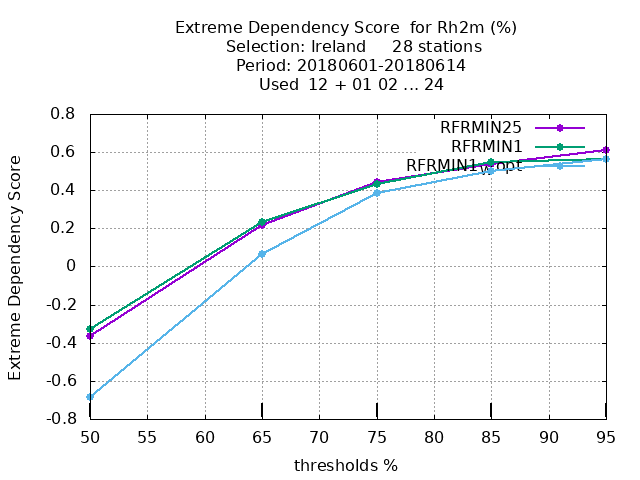 Extreme Dependency Score for Rh2m (%)
Selection: Ireland 28 stations
Period: 20180601-20180614
Used 12 + 01 02 ... 24
Extreme Dependency Score
0.8
0.6
0.4
0.2
0
-0.2
-0.4
-0.6
-0.8
RFRMIN25
RFRMIN1
50
55
60
65
70
75
80
85
90
95
thresholds %